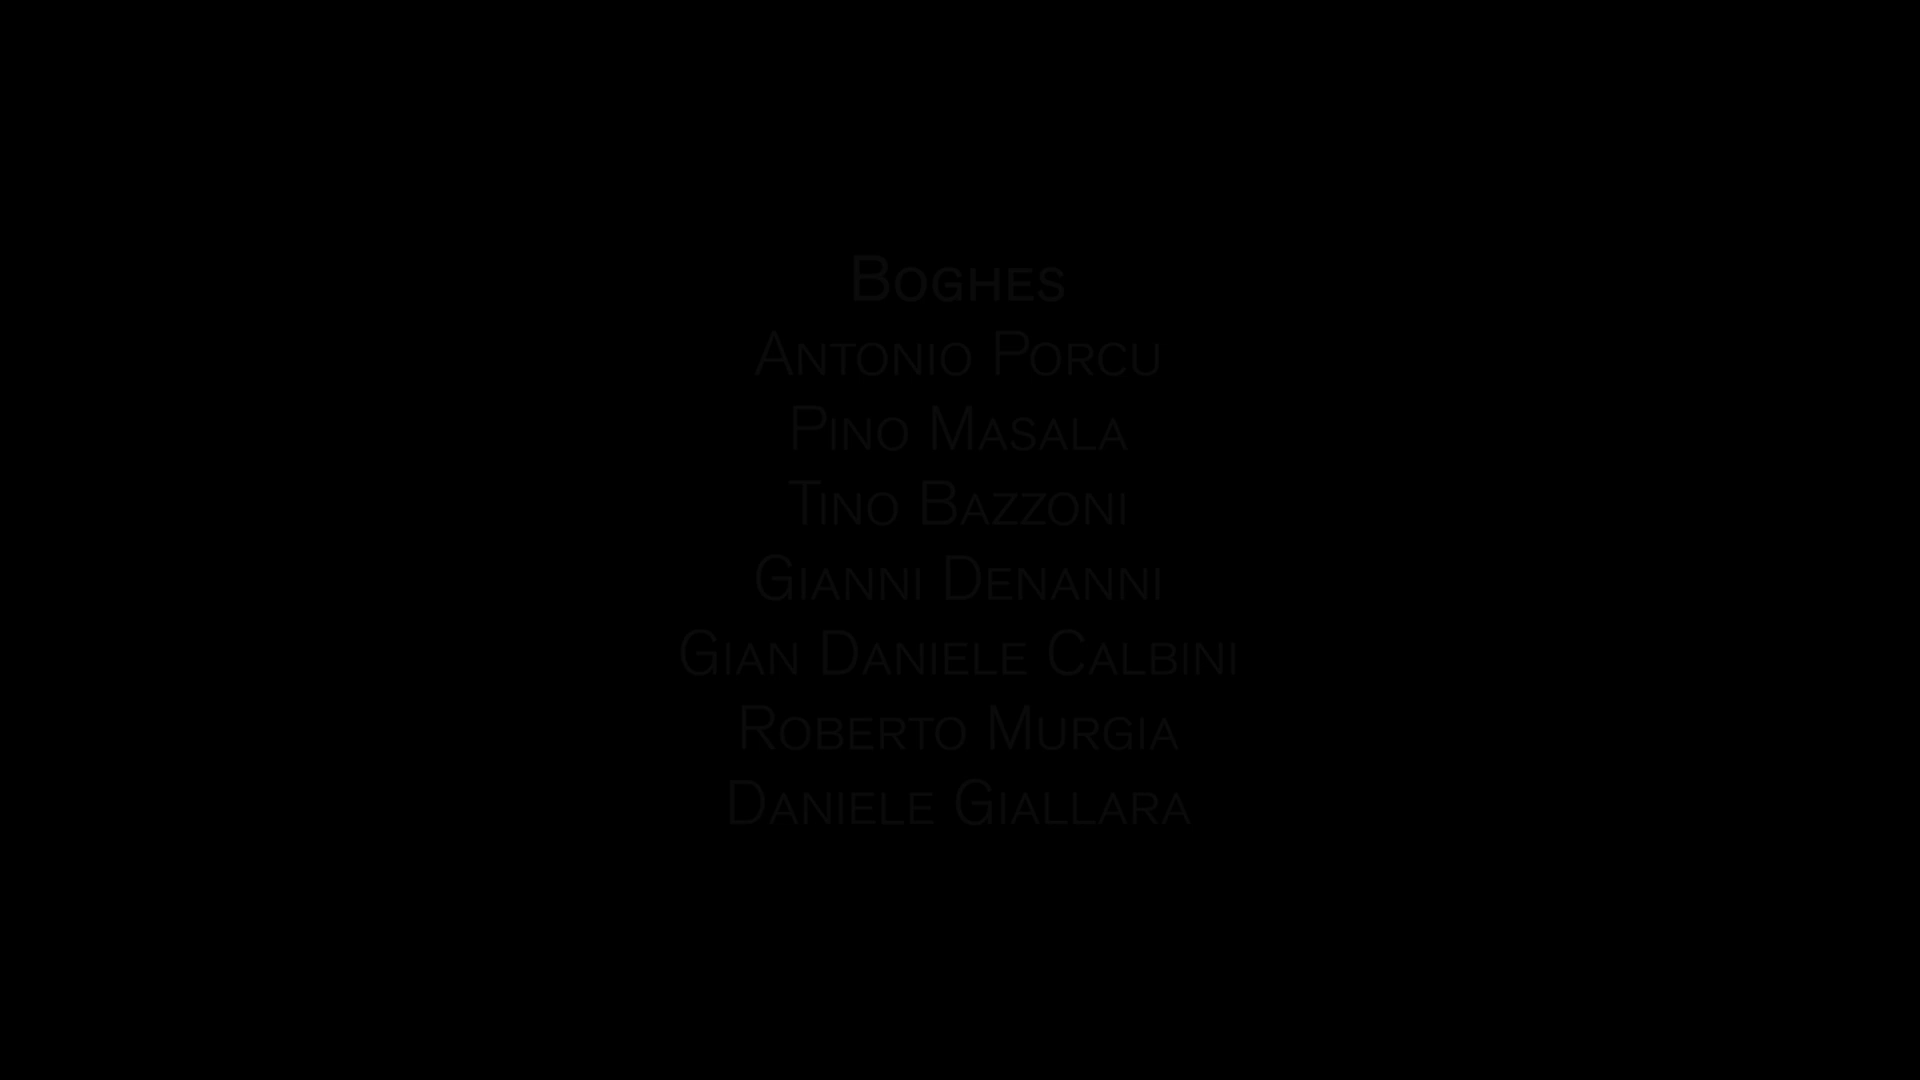 Boghes
Antonio Porcu
Pino Masala
Tino Bazzoni
Gianni Denanni
Gian Daniele Calbini
Roberto Murgia
Daniele Giallara